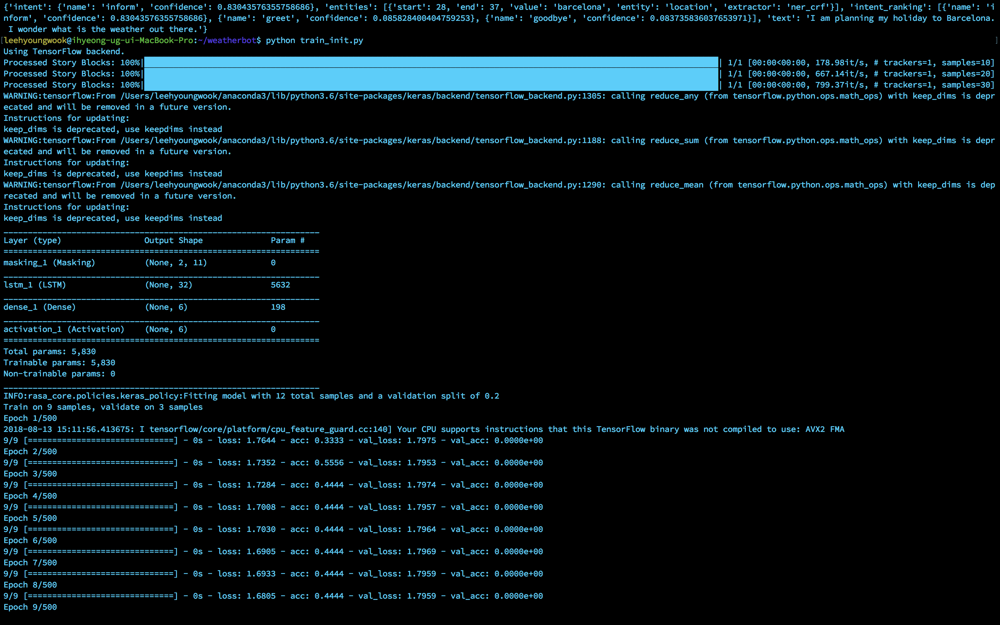 {'intent': {'name': 'inform', 'confidence': 0.83043576355758686}, 'entities': [{'start': 28, 'end': 37, 'value': 'barcelona', 'entity': 'location', 'extractor': 'ner_crf'}], 'intent_ranking': [{'name': 'i
nform', 'confidence': 0.83043576355758686}, {'name': 'greet', 'confidence': 0.085828400404759253}, {'name': 'goodbye', 'confidence': 0.083735836037653971}], 'text': 'I am planning my holiday to Barcelona.
 I wonder what is the weather out there.'}
[leehyoungwook@ihyeong-ug-ui-MacBook-Pro:~/weatherbot$ python train_init.py ]
Using TensorFlow backend.
Processed Story Blocks: 100%|██████████| 1/1 [00:00<00:00, 178.98it/s, # trackers=1, samples=10]
Processed Story Blocks: 100%|██████████| 1/1 [00:00<00:00, 667.14it/s, # trackers=1, samples=20]
Processed Story Blocks: 100%|██████████| 1/1 [00:00<00:00, 799.37it/s, # trackers=1, samples=30]
WARNING:tensorflow:From /Users/leehyoungwook/anaconda3/lib/python3.6/site-packages/keras/backend/tensorflow_backend.py:1305: calling reduce_any (from tensorflow.python.ops.math_ops) with keep_dims is depr
ecated and will be removed in a future version.
Instructions for updating:
keep_dims is deprecated, use keepdims instead
WARNING:tensorflow:From /Users/leehyoungwook/anaconda3/lib/python3.6/site-packages/keras/backend/tensorflow_backend.py:1188: calling reduce_sum (from tensorflow.python.ops.math_ops) with keep_dims is depr
ecated and will be removed in a future version.
Instructions for updating:
keep_dims is deprecated, use keepdims instead
WARNING:tensorflow:From /Users/leehyoungwook/anaconda3/lib/python3.6/site-packages/keras/backend/tensorflow_backend.py:1290: calling reduce_mean (from tensorflow.python.ops.math_ops) with keep_dims is dep
recated and will be removed in a future version.
Instructions for updating:
keep_dims is deprecated, use keepdims instead
_________________________________________________________________
Layer (type)                 Output Shape              Param #
=================================================================
masking_1 (Masking)          (None, 2, 11)             0
_________________________________________________________________
lstm_1 (LSTM)                (None, 32)                5632
_________________________________________________________________
dense_1 (Dense)              (None, 6)                 198
_________________________________________________________________
activation_1 (Activation)    (None, 6)                 0
=================================================================
Total params: 5,830
Trainable params: 5,830
Non-trainable params: 0
_________________________________________________________________
INFO:rasa_core.policies.keras_policy:Fitting model with 12 total samples and a validation split of 0.2
Train on 9 samples, validate on 3 samples
Epoch 1/500
2018-08-13 15:11:56.413675: I tensorflow/core/platform/cpu_feature_guard.cc:140] Your CPU supports instructions that this TensorFlow binary was not compiled to use: AVX2 FMA
9/9 [==============================] - 0s - loss: 1.7644 - acc: 0.3333 - val_loss: 1.7975 - val_acc: 0.0000e+00
Epoch 2/500
9/9 [==============================] - 0s - loss: 1.7352 - acc: 0.5556 - val_loss: 1.7953 - val_acc: 0.0000e+00
Epoch 3/500
9/9 [==============================] - 0s - loss: 1.7284 - acc: 0.4444 - val_loss: 1.7974 - val_acc: 0.0000e+00
Epoch 4/500
9/9 [==============================] - 0s - loss: 1.7008 - acc: 0.4444 - val_loss: 1.7957 - val_acc: 0.0000e+00
Epoch 5/500
9/9 [==============================] - 0s - loss: 1.7030 - acc: 0.4444 - val_loss: 1.7964 - val_acc: 0.0000e+00
Epoch 6/500
9/9 [==============================] - 0s - loss: 1.6905 - acc: 0.4444 - val_loss: 1.7969 - val_acc: 0.0000e+00
Epoch 7/500
9/9 [==============================] - 0s - loss: 1.6933 - acc: 0.4444 - val_loss: 1.7959 - val_acc: 0.0000e+00
Epoch 8/500
9/9 [==============================] - 0s - loss: 1.6805 - acc: 0.4444 - val_loss: 1.7959 - val_acc: 0.0000e+00
Epoch 9/500